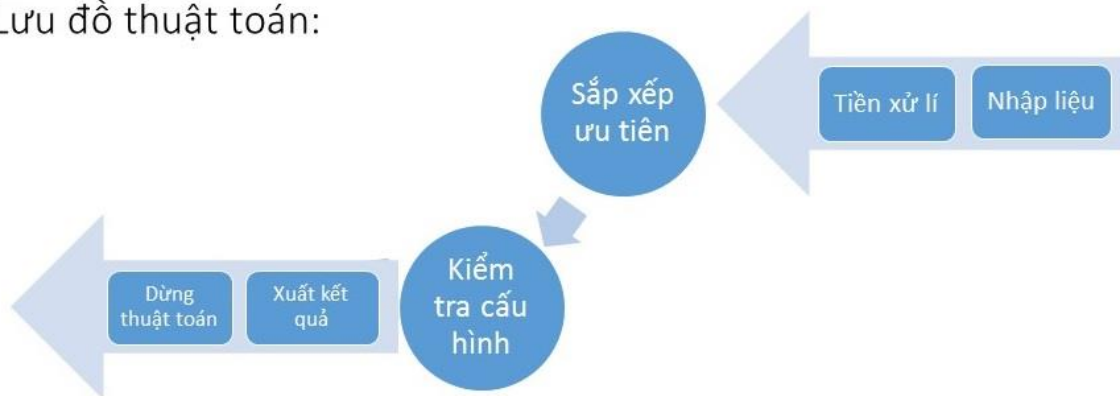 Lưu đồ thuật toán:
Sắp xếp
ưu tiên
Tiền xử lí
Nhập liệu
Kiểm
tra cấu
hình
Dừng
thuật toán
Xuất kết
quả